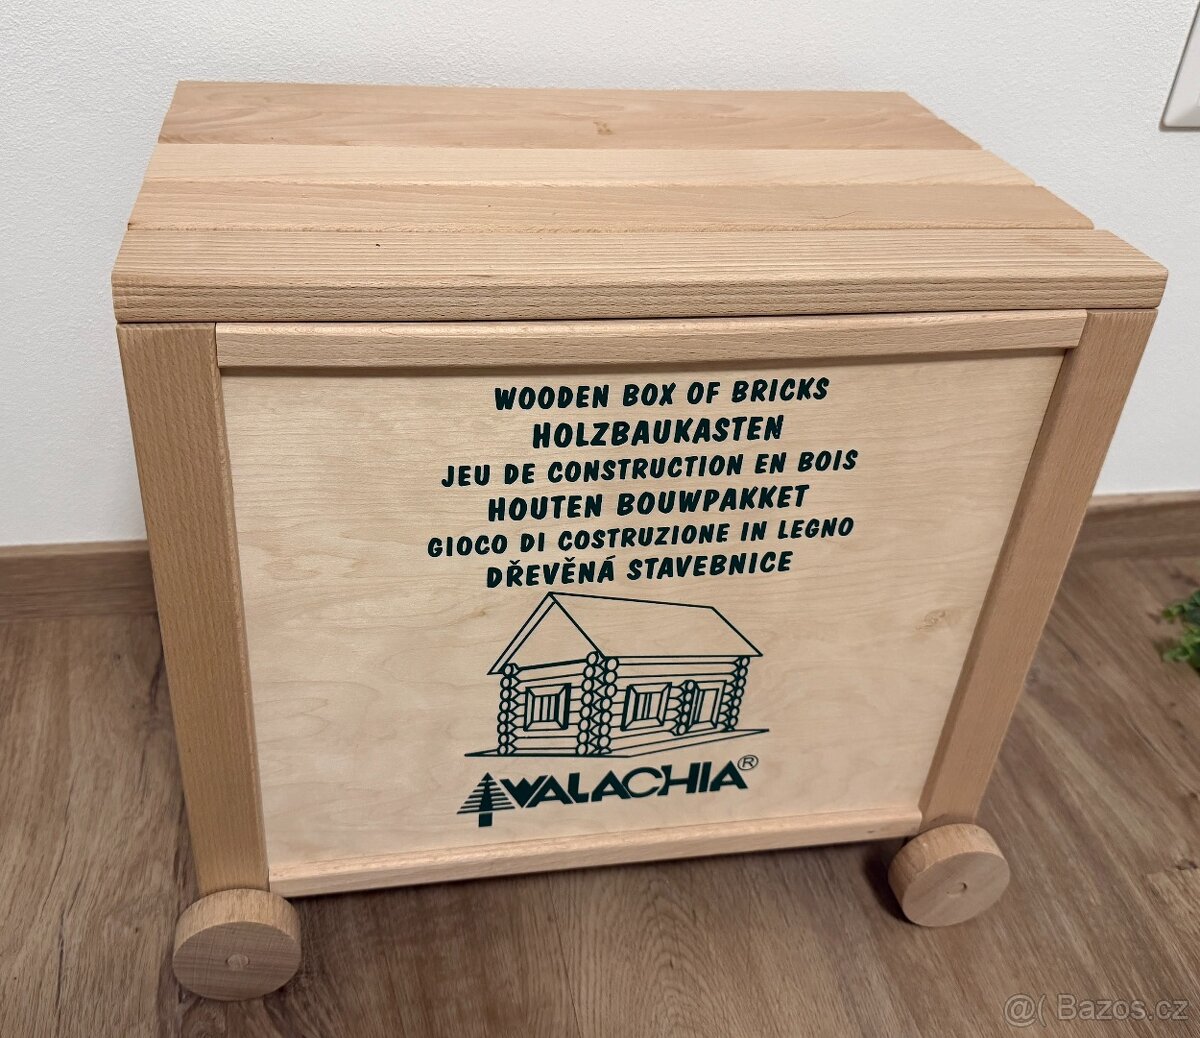 WOODEN BOX OF BRICKS
HOLZBAUKASTEN
JEU DE CONSTRUCTION EN BOIS
HOUTEN BOUWPAKKET
GIOCO DI COSTRUZIONE IN LEGNO
DŘEVĚNÁ STAVEBNICE
WALACHIA®
@( Bazos.cz